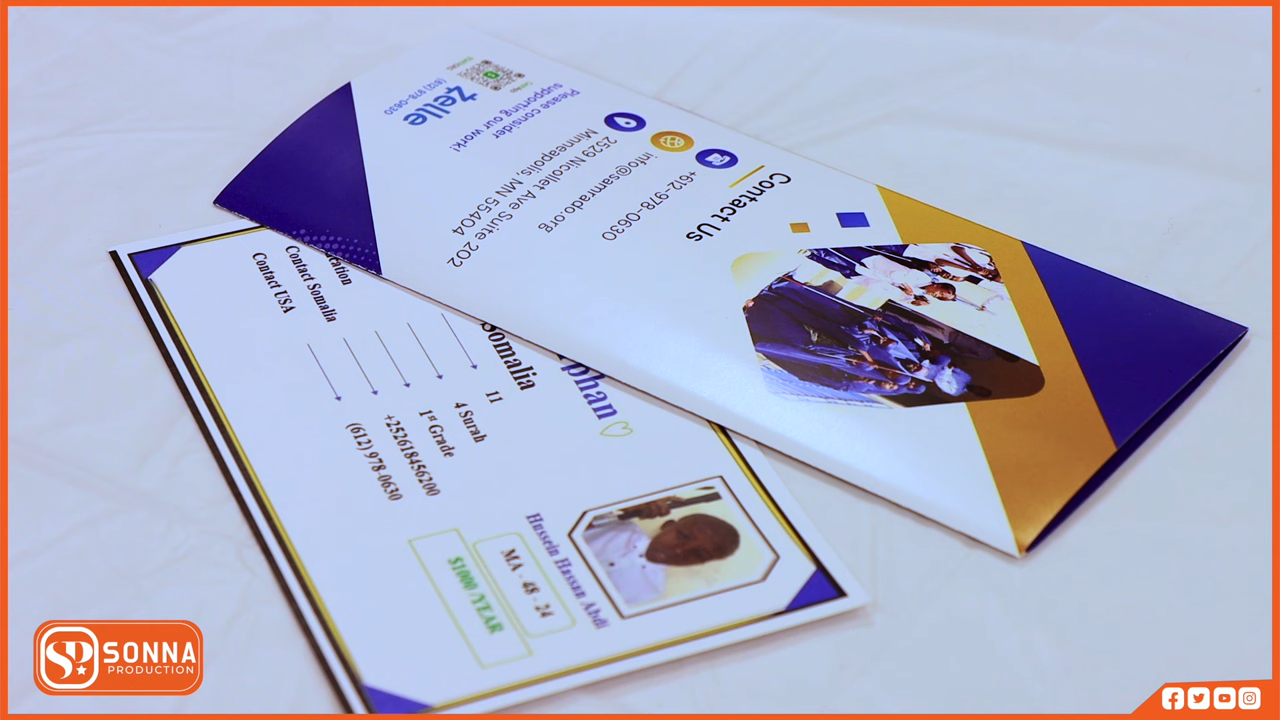 Contact Us
+612-978-0630
info@samrado.org
2529 Nicollet Ave Suite 202
Minneapolis, MN 55404
Please consider
supporting our work!
Zelle
(612) 978-0630
phan
Somalia
11
4 Surah
1st Grade
Contact Somalia
+252618456200
Contact USA
(612) 978-0630
Hussein Hassan Abdi
MA - 48 - 24
$1000 /YEAR
SP SONNA
PRODUCTION